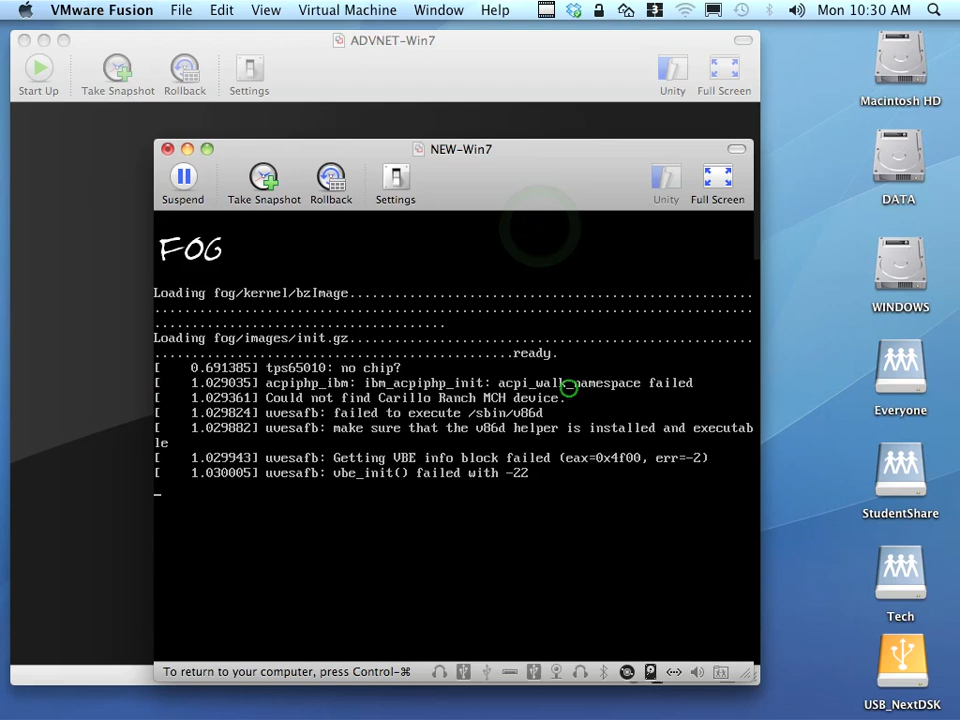 VMware Fusion File Edit View Virtual Machine Window Help 3 Mon 10:30 AM
ADVNET-Win7
Start Up Take Snapshot Rollback Settings Unity Full Screen
NEW-Win7
Suspend Take Snapshot Rollback Settings Unity Full Screen
FOG
Loading fog/kernel/bzImage......................................................
................................................................................
.......................................
Loading fog/images/init.gz......................................................
................................................ready.
[    0.691385] tps65010: no chip?
[    1.029035] acpiphp_ibm: ibm_acpiphp_init: acpi_walk_namespace failed
[    1.029361] Could not find Carillo Ranch MCH device.
[    1.029824] uvesafb: failed to execute /sbin/v86d
[    1.029882] uvesafb: make sure that the v86d helper is installed and executab
le
[    1.029943] uvesafb: Getting VBE info block failed (eax=0x4f00, err=-2)
[    1.030005] uvesafb: vbe_init() failed with -22
_
To return to your computer, press Control-⌘
Macintosh HD
DATA
WINDOWS
Everyone
StudentShare
Tech
USB_NextDSK